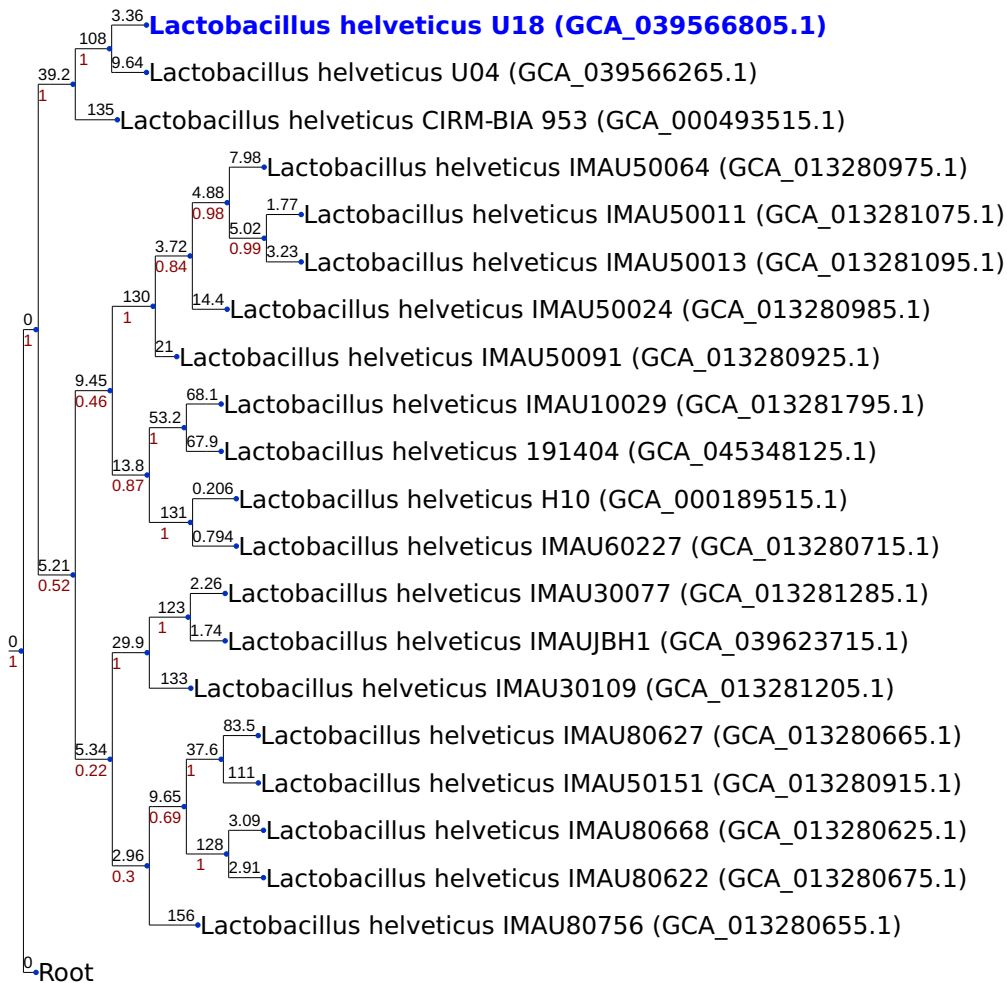 3.36
Lactobacillus helveticus U18 (GCA_039566805.1)
108
1
9.64
Lactobacillus helveticus U04 (GCA_039566265.1)
39.2
1
135
Lactobacillus helveticus CIRM-BIA 953 (GCA_000493515.1)
7.98
Lactobacillus helveticus IMAU50064 (GCA_013280975.1)
4.88
0.98
1.77
Lactobacillus helveticus IMAU50011 (GCA_013281075.1)
5.02
0.99
3.23
Lactobacillus helveticus IMAU50013 (GCA_013281095.1)
3.72
0.84
14.4
Lactobacillus helveticus IMAU50024 (GCA_013280985.1)
130
1
0
1
21
Lactobacillus helveticus IMAU50091 (GCA_013280925.1)
9.45
0.46
68.1
Lactobacillus helveticus IMAU10029 (GCA_013281795.1)
53.2
1
67.9
Lactobacillus helveticus 191404 (GCA_045348125.1)
13.8
0.87
0.206
Lactobacillus helveticus H10 (GCA_000189515.1)
131
1
0.794
Lactobacillus helveticus IMAU60227 (GCA_013280715.1)
5.21
0.52
2.26
Lactobacillus helveticus IMAU30077 (GCA_013281285.1)
123
1
1.74
Lactobacillus helveticus IMAUJBH1 (GCA_039623715.1)
0
1
29.9
1
133
Lactobacillus helveticus IMAU30109 (GCA_013281205.1)
83.5
Lactobacillus helveticus IMAU80627 (GCA_013280665.1)
5.34
0.22
37.6
1
111
Lactobacillus helveticus IMAU50151 (GCA_013280915.1)
9.65
0.69
3.09
Lactobacillus helveticus IMAU80668 (GCA_013280625.1)
128
1
2.91
Lactobacillus helveticus IMAU80622 (GCA_013280675.1)
2.96
0.3
156
Lactobacillus helveticus IMAU80756 (GCA_013280655.1)
0
Root